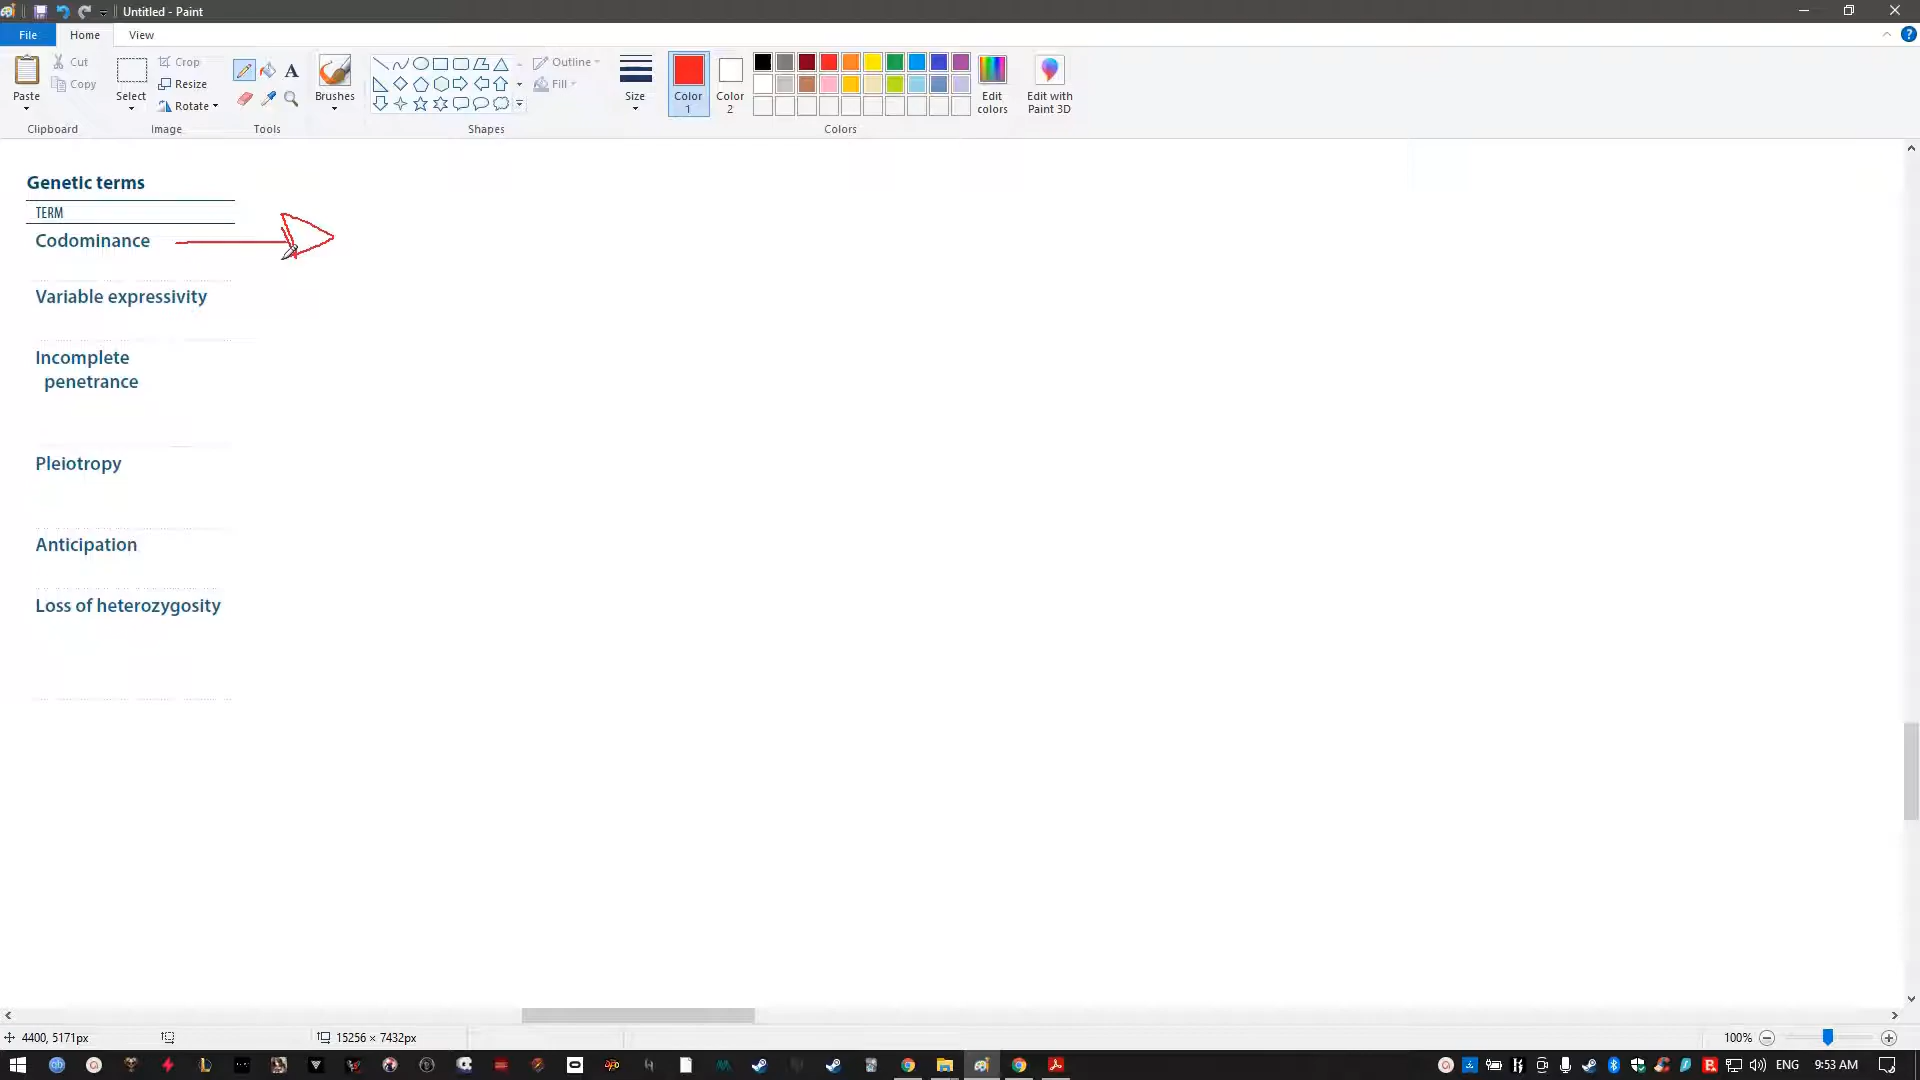 Untitled - Paint
File
Home
View
Paste
Cut
Copy
Clipboard
Select
Crop
Resize
Rotate
Image
Tools
Brushes
Shapes
Outline
Fill
Size
Color
1
Color
2
Edit
colors
Edit with
Paint 3D
Colors
Genetic terms
TERM
Codominance
Variable expressivity
Incomplete
penetrance
Pleiotropy
Anticipation
Loss of heterozygosity
4400, 5171px
15256 × 7432px
100%
ENG
9:53 AM